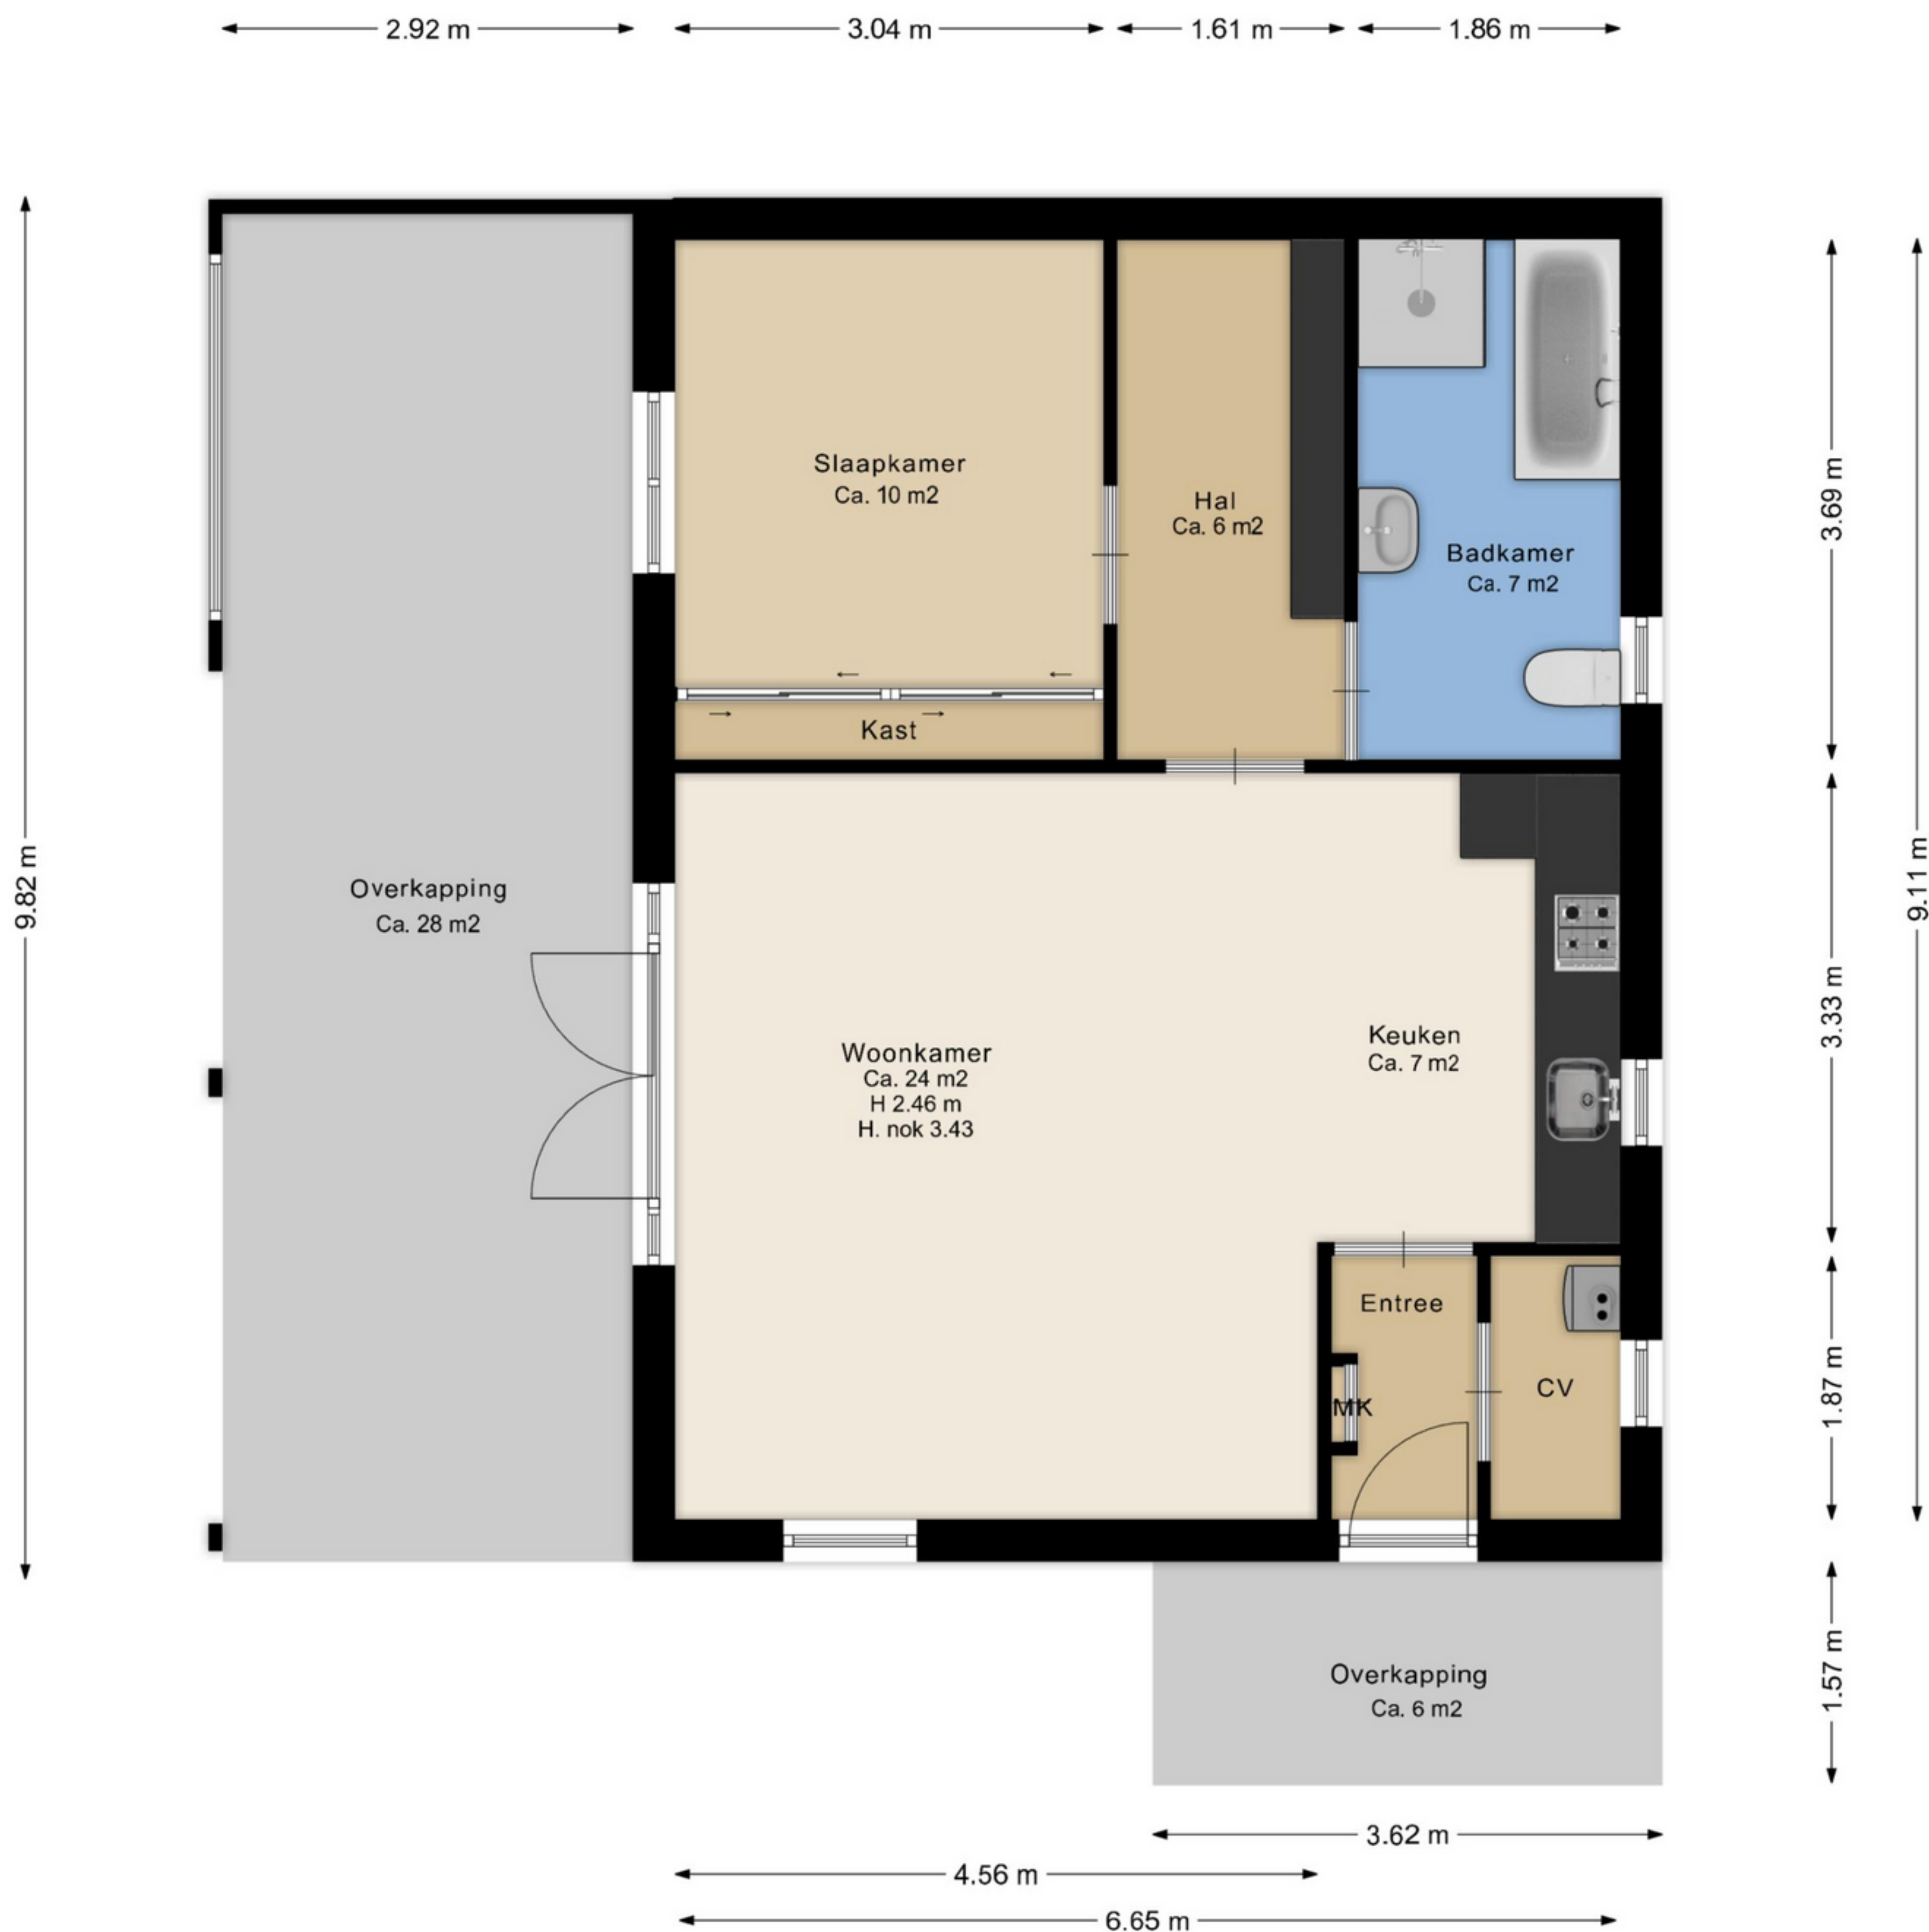 2.92 m
3.04 m
1.61 m
1.86 m
Slaapkamer
Ca. 10 m2
Hal
Ca. 6 m2
Badkamer
Ca. 7 m2
3.69 m
Kast
Overkapping
Ca. 28 m2
9.82 m
9.11 m
Woonkamer
Ca. 24 m2
H 2.46 m
H. nok 3.43
Keuken
Ca. 7 m2
3.33 m
Entree
MK
CV
1.87 m
Overkapping
Ca. 6 m2
1.57 m
3.62 m
4.56 m
6.65 m